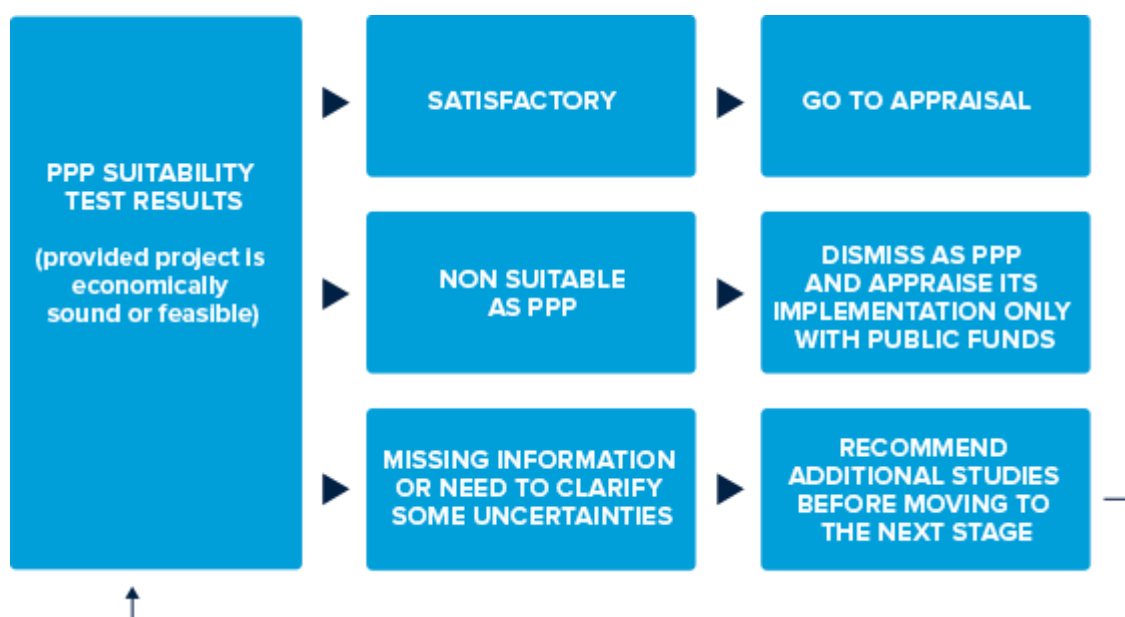 PPP SUITABILITY
TEST RESULTS
(provided project is
economically
sound or feasible)
SATISFACTORY
GO TO APPRAISAL
NON SUITABLE
AS PPP
DISMISS AS PPP
AND APPRAISE ITS
IMPLEMENTATION ONLY
WITH PUBLIC FUNDS
MISSING INFORMATION
OR NEED TO CLARIFY
SOME UNCERTAINTIES
RECOMMEND
ADDITIONAL STUDIES
BEFORE MOVING TO
THE NEXT STAGE